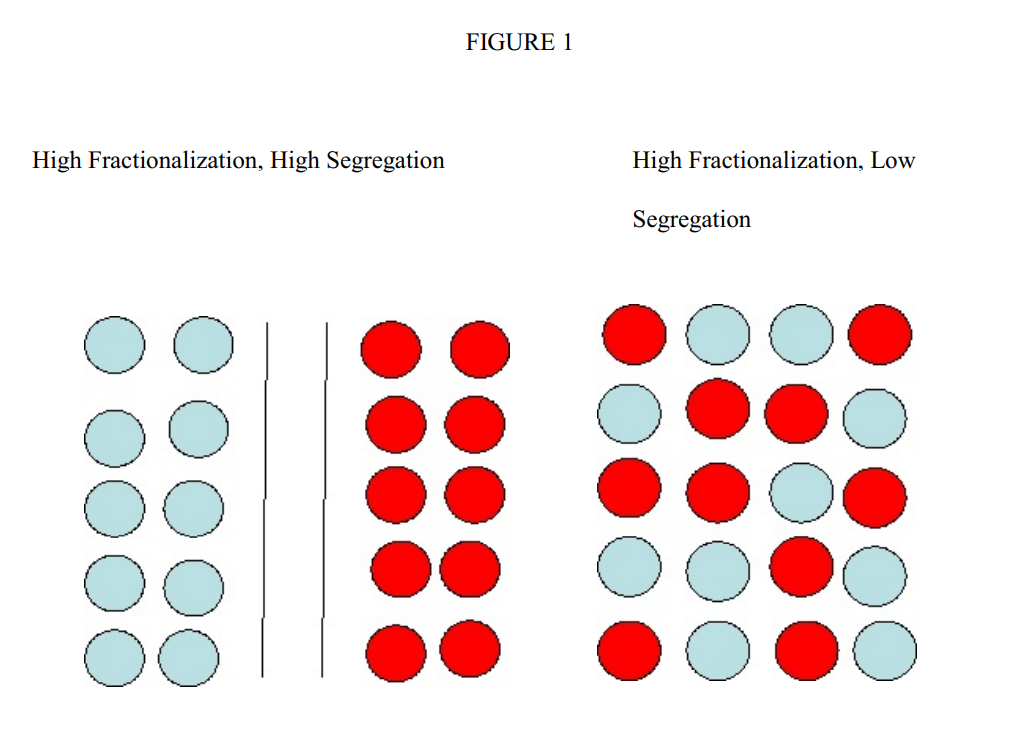 FIGURE 1
High Fractionalization, High Segregation
High Fractionalization, Low
Segregation